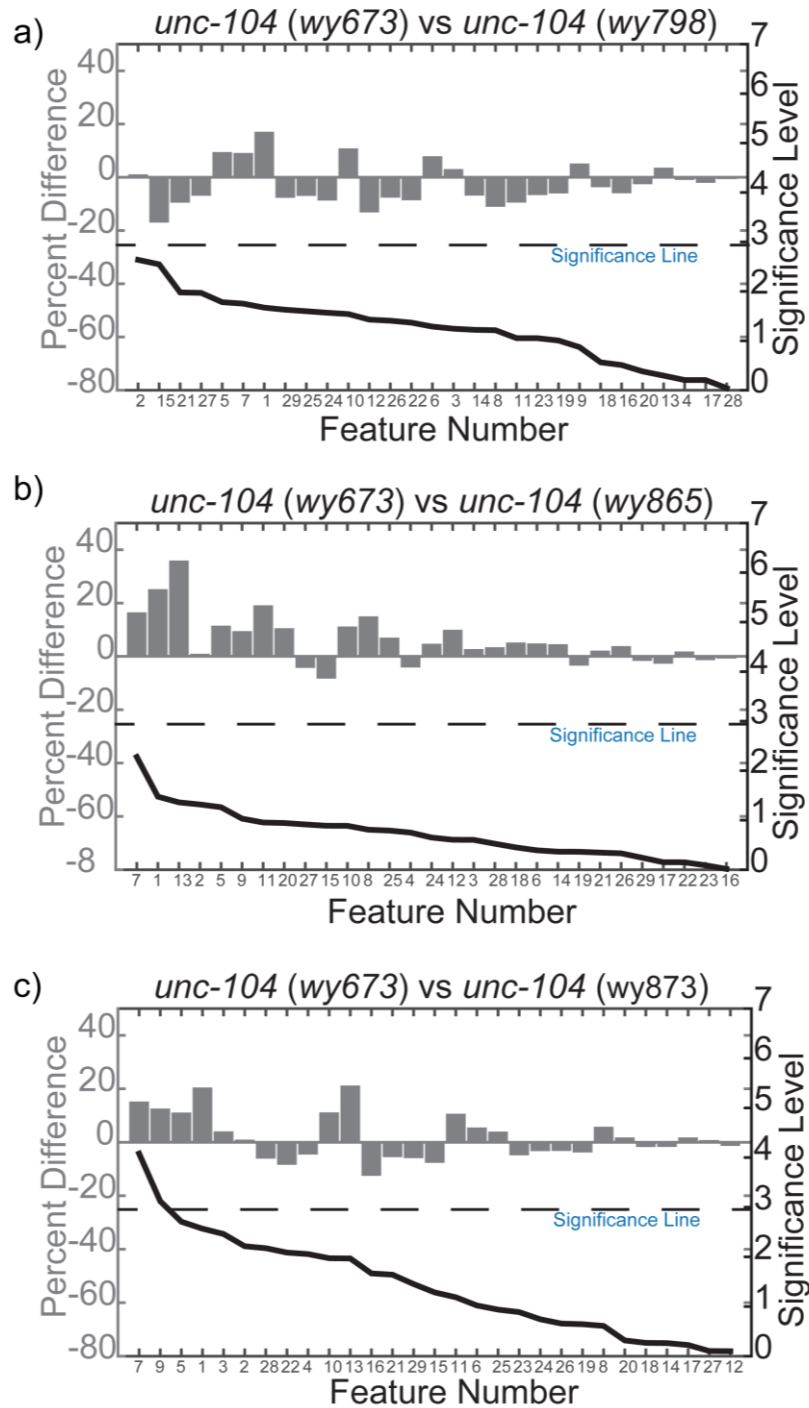 a)
unc-104 (wy673) vs unc-104 (wy798)
Percent Difference
40
20
0
-20
-40
-60
-80
7
6
5
4
3
2
1
0
Significance Level
Significance Line
2 15 21 27 5 7 1 29 25 24 10 12 26 22 6 3 14 8 11 23 19 9 18 16 20 13 4 17 28
Feature Number
b)
unc-104 (wy673) vs unc-104 (wy865)
Percent Difference
40
20
0
-20
-40
-60
-8
7
6
5
4
3
2
1
0
Significance Level
Significance Line
7 1 13 2 5 9 11 20 27 15 10 8 25 4 24 12 3 28 18 6 14 19 21 26 29 17 22 23 16
Feature Number
c)
unc-104 (wy673) vs unc-104 (wy873)
Percent Difference
40
20
0
-20
-40
-60
-80
7
6
5
4
3
2
1
0
Significance Level
Significance Line
7 9 5 1 3 2 28 22 4 10 13 16 21 29 15 11 6 25 23 24 26 19 8 20 18 14 17 27 12
Feature Number